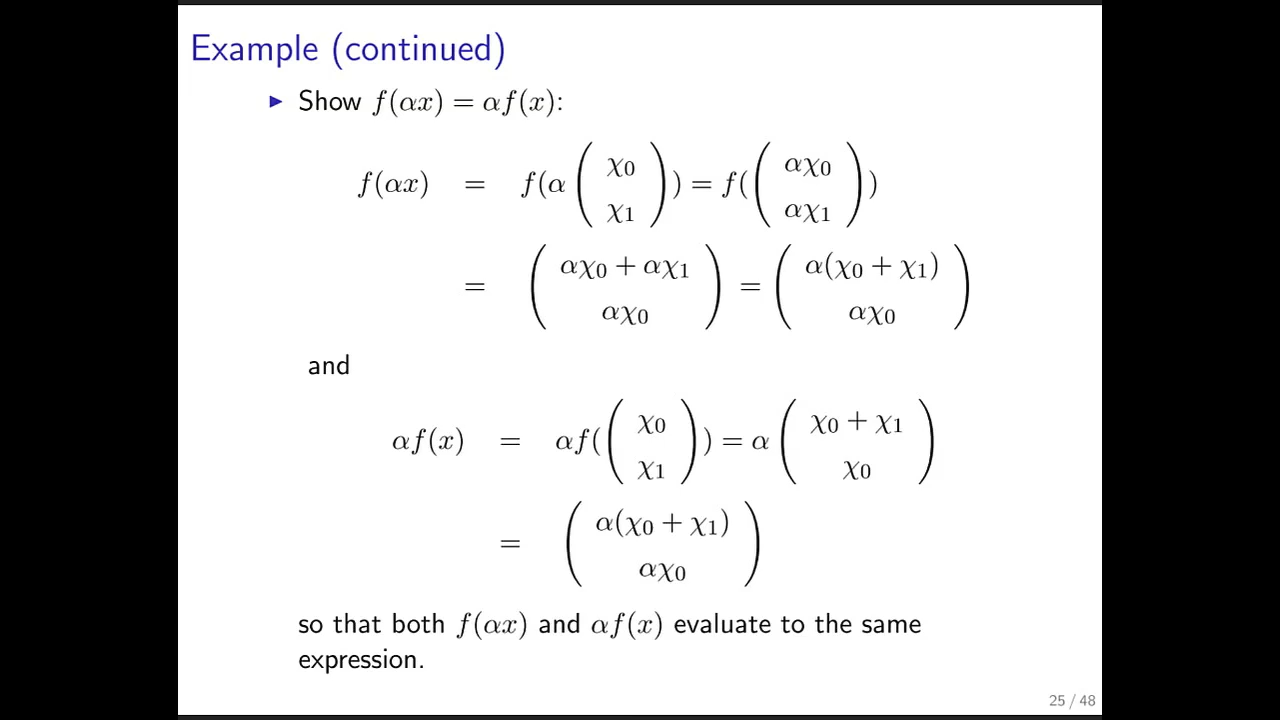 Example (continued)
▶ Show f(αx) = αf(x):
f(αx) = f(α ( χ0 χ1 ) ) = f( ( αχ0 αχ1 ) )
= ( αχ0 + αχ1 αχ0 ) = ( α(χ0 + χ1) αχ0 )
and
αf(x) = αf( ( χ0 χ1 ) ) = α ( χ0 + χ1 χ0 )
= ( α(χ0 + χ1) αχ0 )
so that both f(αx) and αf(x) evaluate to the same
expression.
25 / 48